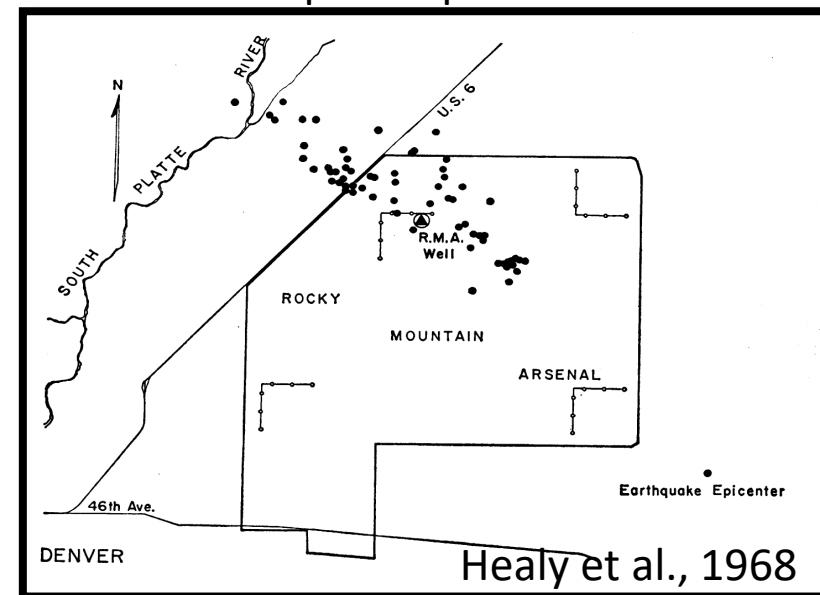 RIVER
N
U.S. 6
PLATTE
SOUTH
R.M.A.
Well
ROCKY
MOUNTAIN
ARSENAL
Earthquake Epicenter
46th Ave.
DENVER
Healy et al., 1968